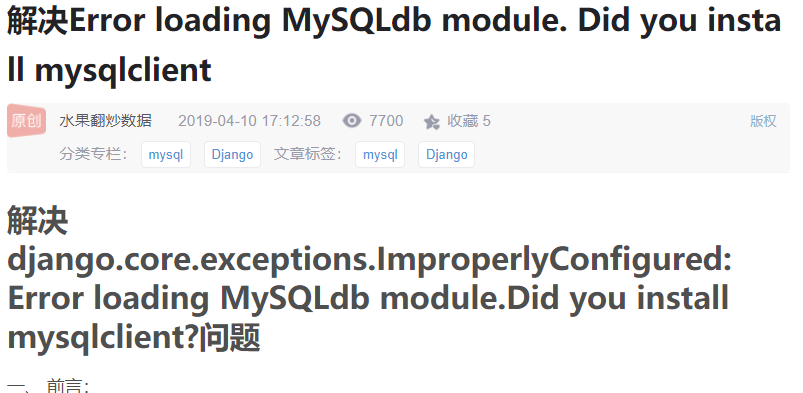 解决Error loading MySQLdb module. Did you insta
ll mysqlclient
原创 水果翻炒数据 2019-04-10 17:12:58 7700 收藏 5 版权
分类专栏： mysql Django 文章标签： mysql Django
解决
django.core.exceptions.ImproperlyConfigured:
Error loading MySQLdb module.Did you install
mysqlclient?问题
一、 前言：